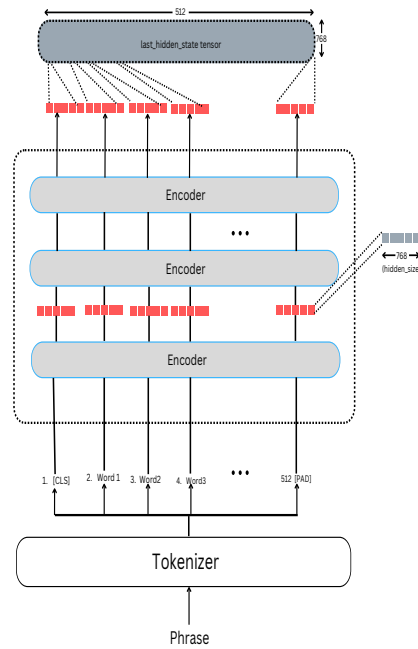 512
last_hidden_state tensor
768
Encoder
...
Encoder
768
(hidden_size
Encoder
1. [CLS]
2. Word 1
3. Word2
4. Word3
...
512 [PAD]
Tokenizer
Phrase